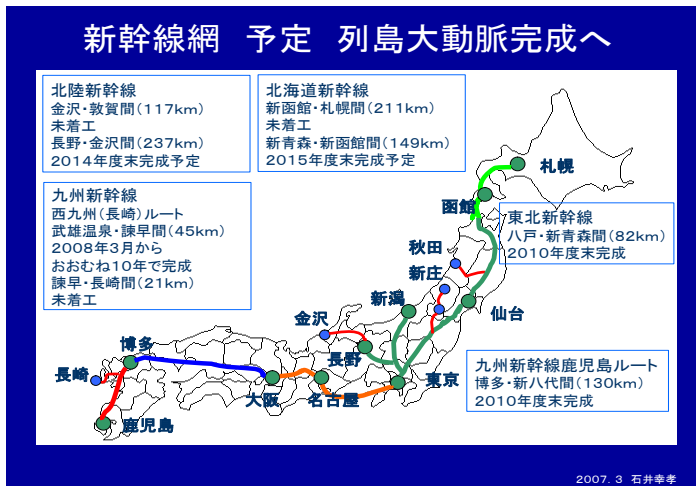 新幹線網　予定　列島大動脈完成へ
北陸新幹線
金沢・敦賀間（117km）
未着工
長野・金沢間（237km）
2014年度末完成予定
北海道新幹線
新函館・札幌間（211km）
未着工
新青森・新函館間（149km）
2015年度末完成予定
九州新幹線
西九州（長崎）ルート
武雄温泉・諫早間（45km）
2008年3月から
おおむね10年で完成
諫早・長崎間（21km）
未着工
札幌
函館
東北新幹線
八戸・新青森間（82km）
2010年度末完成
秋田
新庄
新潟
仙台
金沢
博多
長野
長崎
東京
大阪
名古屋
鹿児島
九州新幹線鹿児島ルート
博多・新八代間（130km）
2010年度末完成
2007．3　石井幸孝